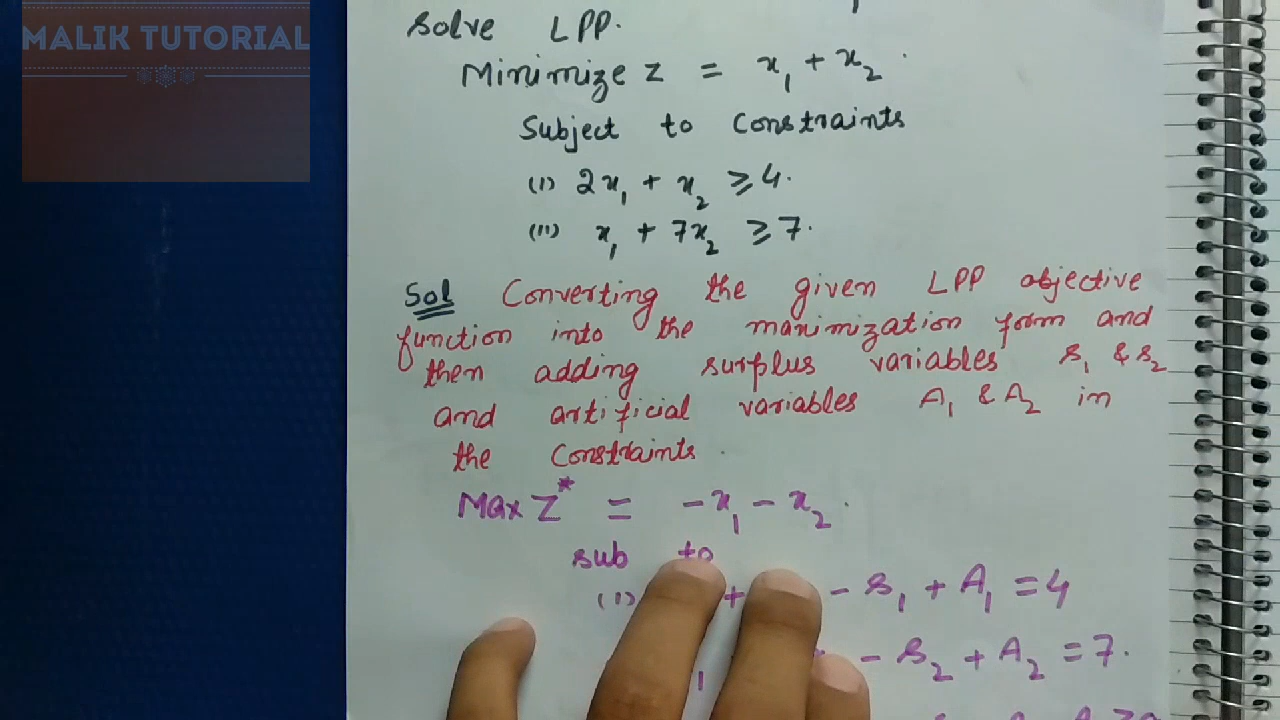 MALIK TUTORIAL
Solve LPP.
Minimize Z = x₁ + x₂.
Subject to Constraints
(I) 2x₁ + x₂ ≥ 4.
(II) x₁ + 7x₂ ≥ 7.
Sol Converting the given LPP objective
function into the maximization form and
then adding surplus variables s₁ & s₂
and artificial variables A₁ & A₂ in
the Constraints.
Max Z* = -x₁ - x₂.
sub to
(I) + - s₁ + A₁ = 4
- s₂ + A₂ = 7.